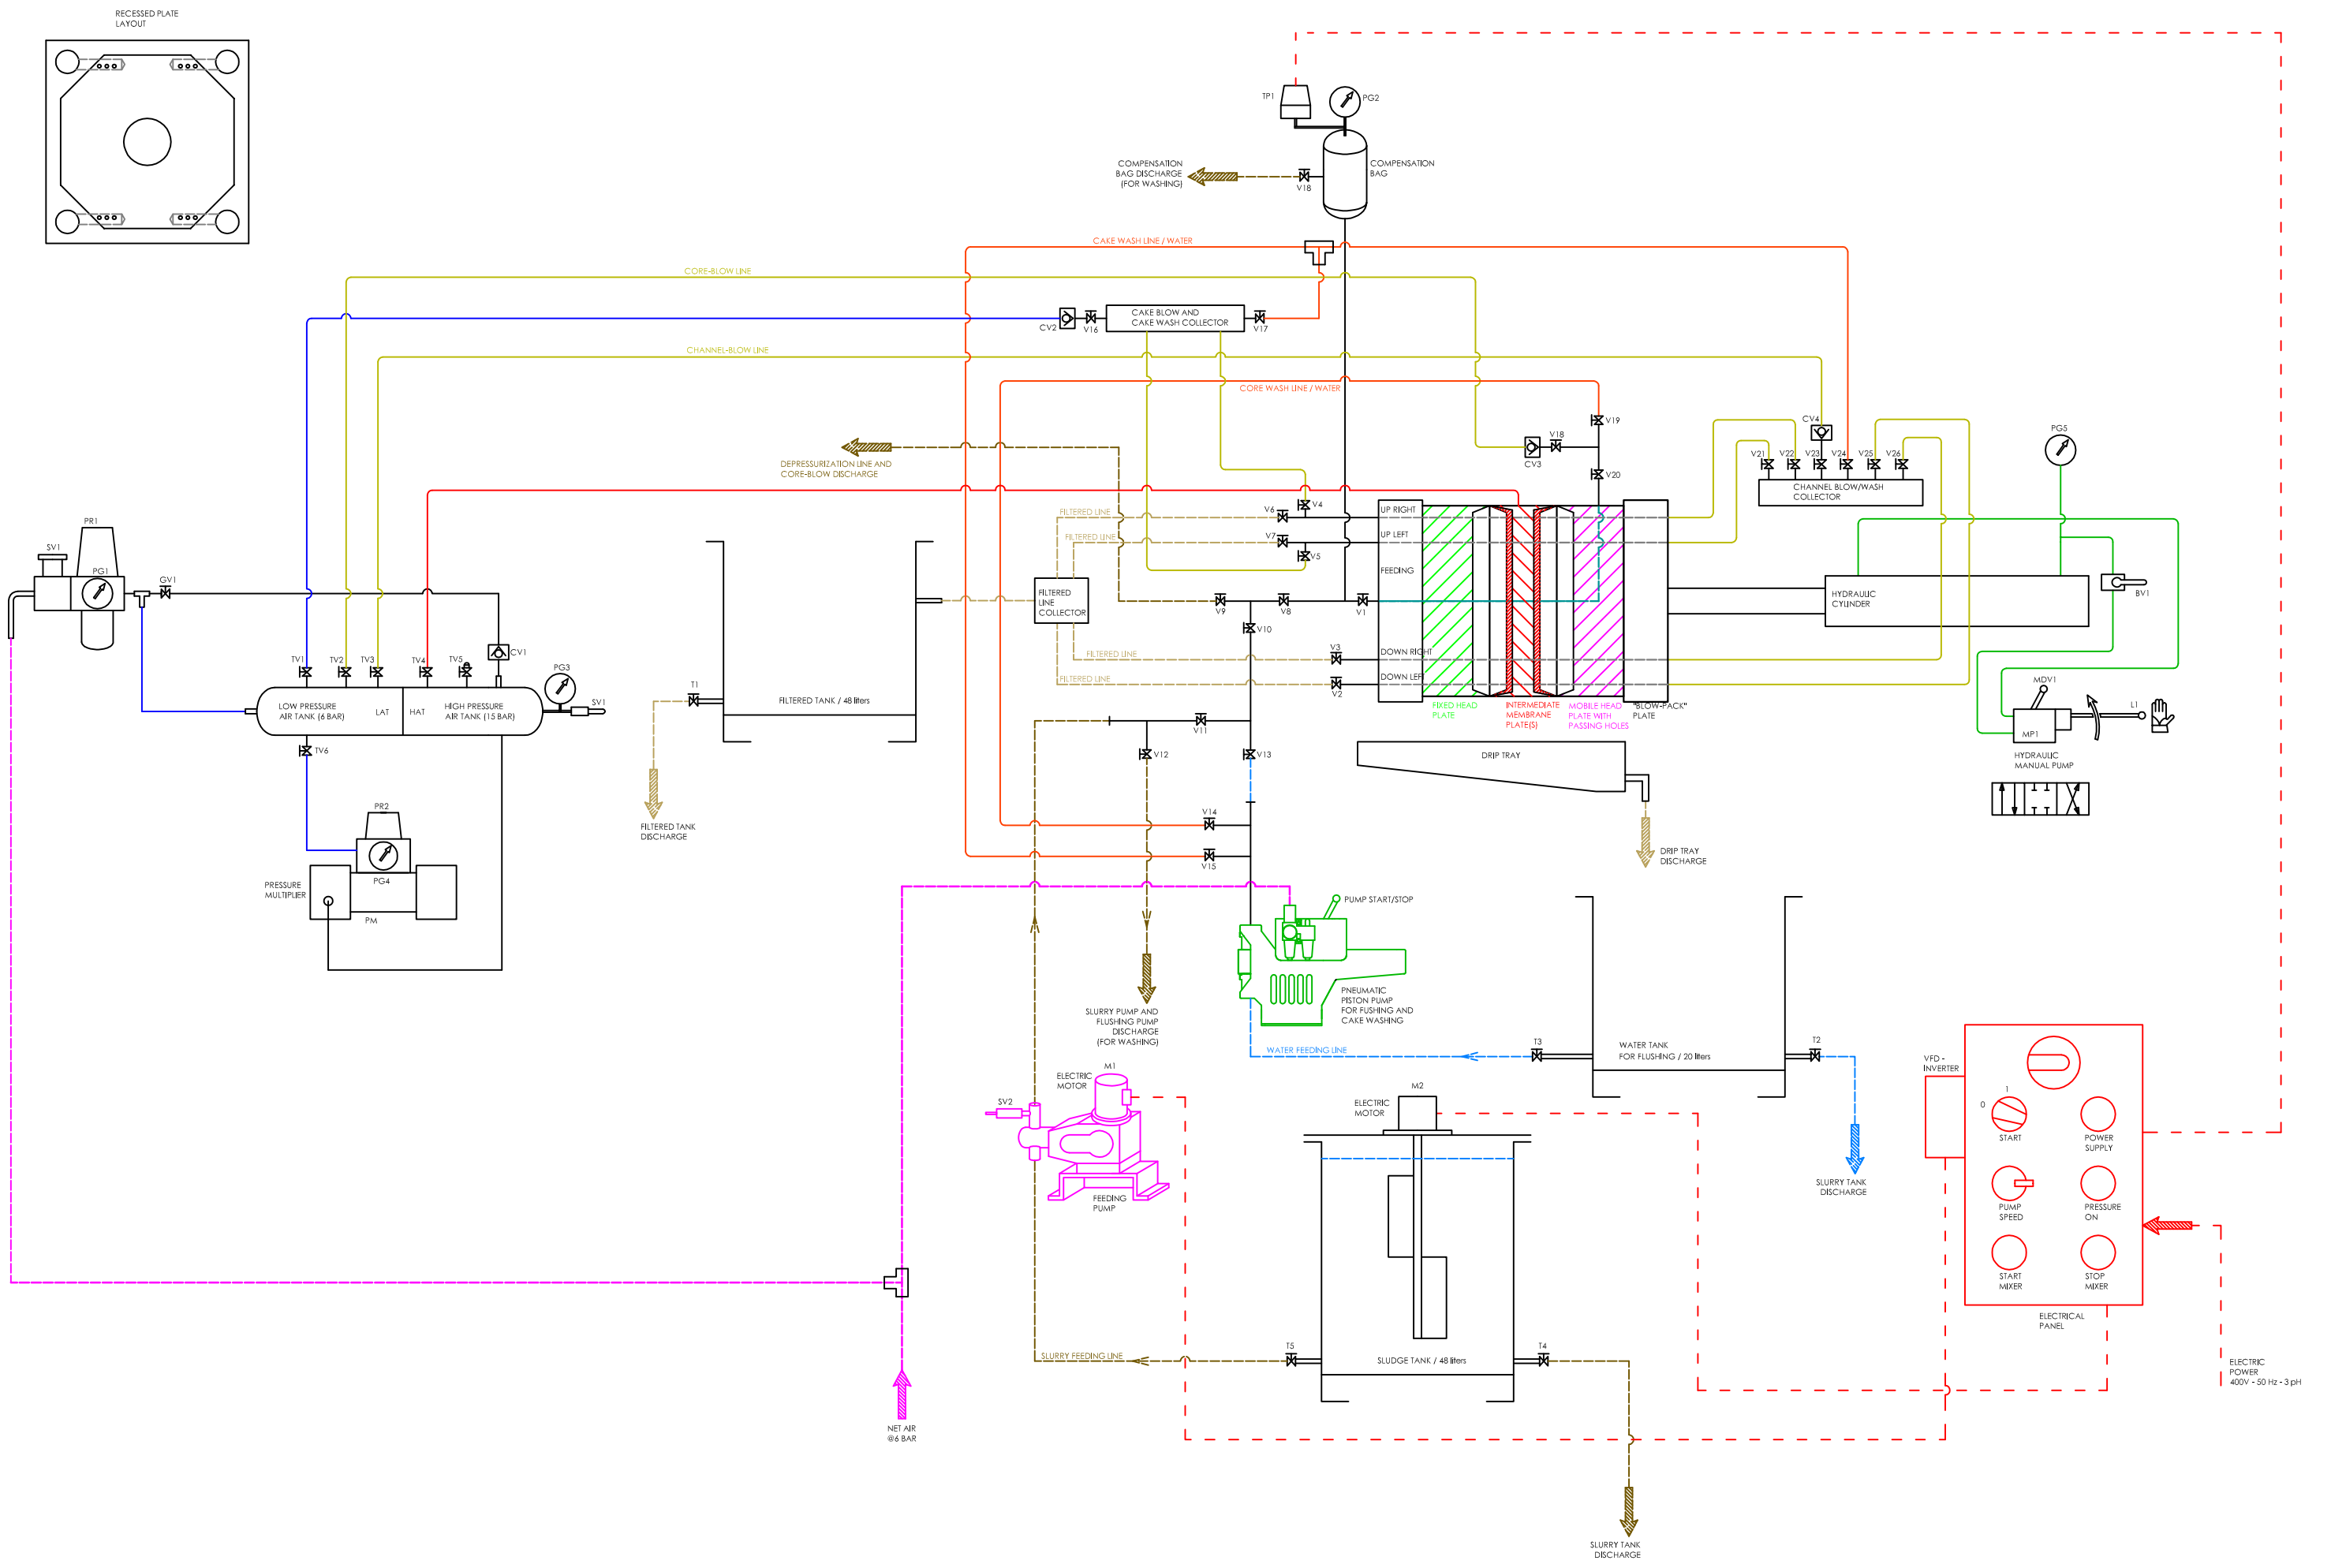 RECESSED PLATE
LAYOUT
TP1
PG2
COMPENSATION
BAG DISCHARGE
(FOR WASHING)
V18
COMPENSATION
BAG
CAKE WASH LINE / WATER
CORE-BLOW LINE
CV2
V16
CAKE BLOW AND
CAKE WASH COLLECTOR
V17
CHANNEL-BLOW LINE
CORE WASH LINE / WATER
V19
V18
CV3
V20
CV4
V21
V22
V23
V24
V25
V26
CHANNEL BLOW/WASH
COLLECTOR
PG5
DEPRESSURIZATION LINE AND
CORE-BLOW DISCHARGE
PR1
SV1
PG1
GV1
FILTERED LINE
V6
V4
UP RIGHT
FILTERED LINE
V7
V5
UP LEFT
FEEDING
FILTERED
LINE
COLLECTOR
V9
V8
V1
V10
HYDRAULIC
CYLINDER
BV1
FILTERED LINE
V3
DOWN RIGHT
FILTERED LINE
V2
DOWN LEFT
TV1
TV2
TV3
TV4
TV5
CV1
PG3
SV1
LOW PRESSURE
AIR TANK (6 BAR)
LAT
HAT
HIGH PRESSURE
AIR TANK (15 BAR)
TV6
T1
FILTERED TANK / 48 liters
FIXED HEAD
PLATE
INTERMEDIATE
MEMBRANE
PLATE(S)
MOBILE HEAD
PLATE WITH
PASSING HOLES
"BLOW-PACK"
PLATE
MDV1
L1
MP1
HYDRAULIC
MANUAL PUMP
V11
V12
V13
DRIP TRAY
PR2
PG4
PRESSURE
MULTIPLIER
PM
FILTERED TANK
DISCHARGE
V14
V15
DRIP TRAY
DISCHARGE
PUMP START/STOP
PNEUMATIC
PISTON PUMP
FOR FUSHING AND
CAKE WASHING
SLURRY PUMP AND
FLUSHING PUMP
DISCHARGE
(FOR WASHING)
WATER FEEDING LINE
T3
WATER TANK
FOR FLUSHING / 20 liters
T2
SLURRY TANK
DISCHARGE
M1
ELECTRIC
MOTOR
SV2
FEEDING
PUMP
M2
ELECTRIC
MOTOR
VFD -
INVERTER
1
0
START
POWER
SUPPLY
PUMP
SPEED
PRESSURE
ON
START
MIXER
STOP
MIXER
ELECTRICAL
PANEL
ELECTRIC
POWER
400V - 50 Hz - 3 pH
SLURRY FEEDING LINE
T5
SLUDGE TANK / 48 liters
T4
NET AIR
@6 BAR
SLURRY TANK
DISCHARGE